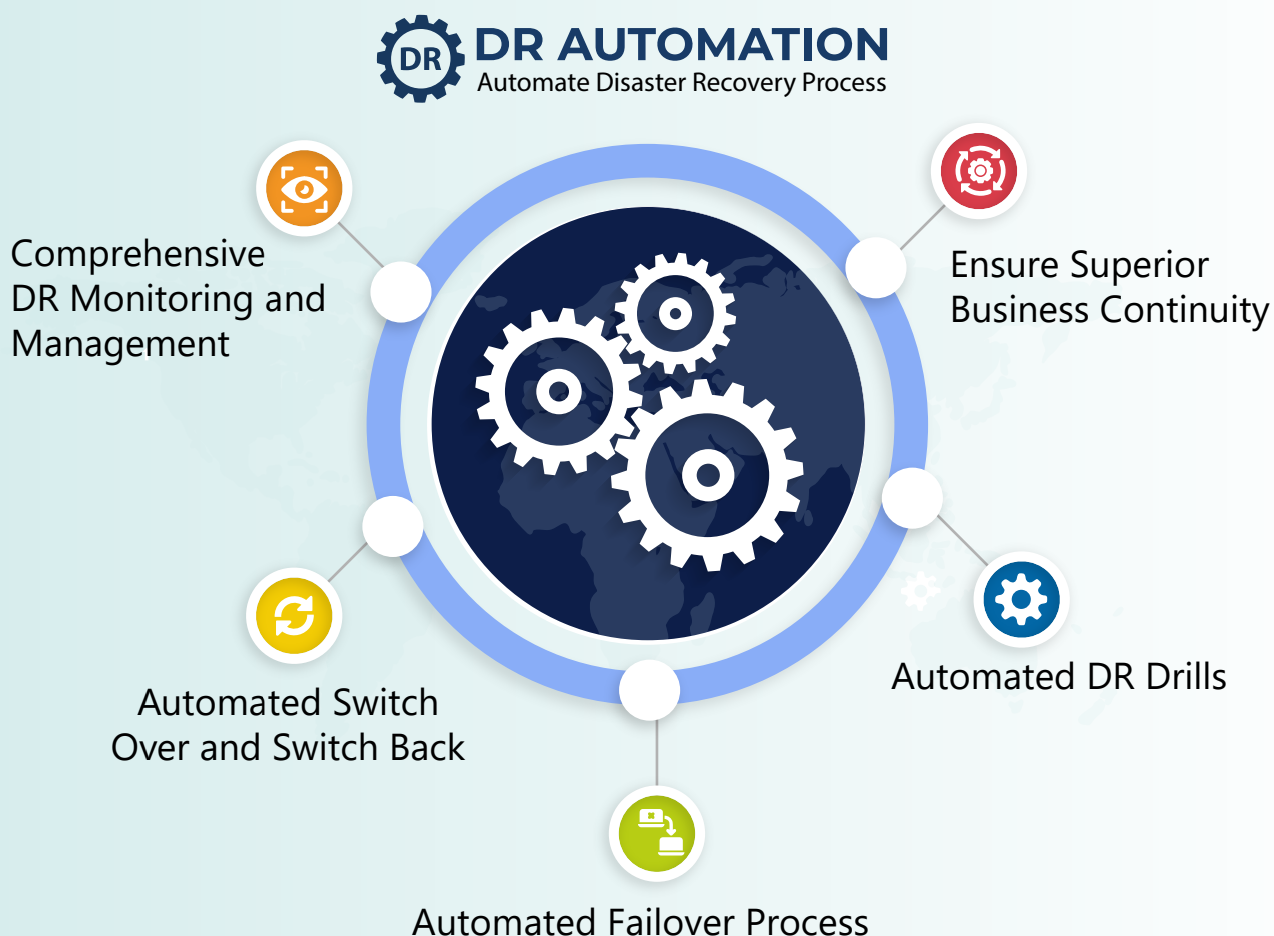 DR
DR AUTOMATION
Automate Disaster Recovery Process
Comprehensive
DR Monitoring and
Management
Ensure Superior
Business Continuity
Automated Switch
Over and Switch Back
Automated DR Drills
Automated Failover Process